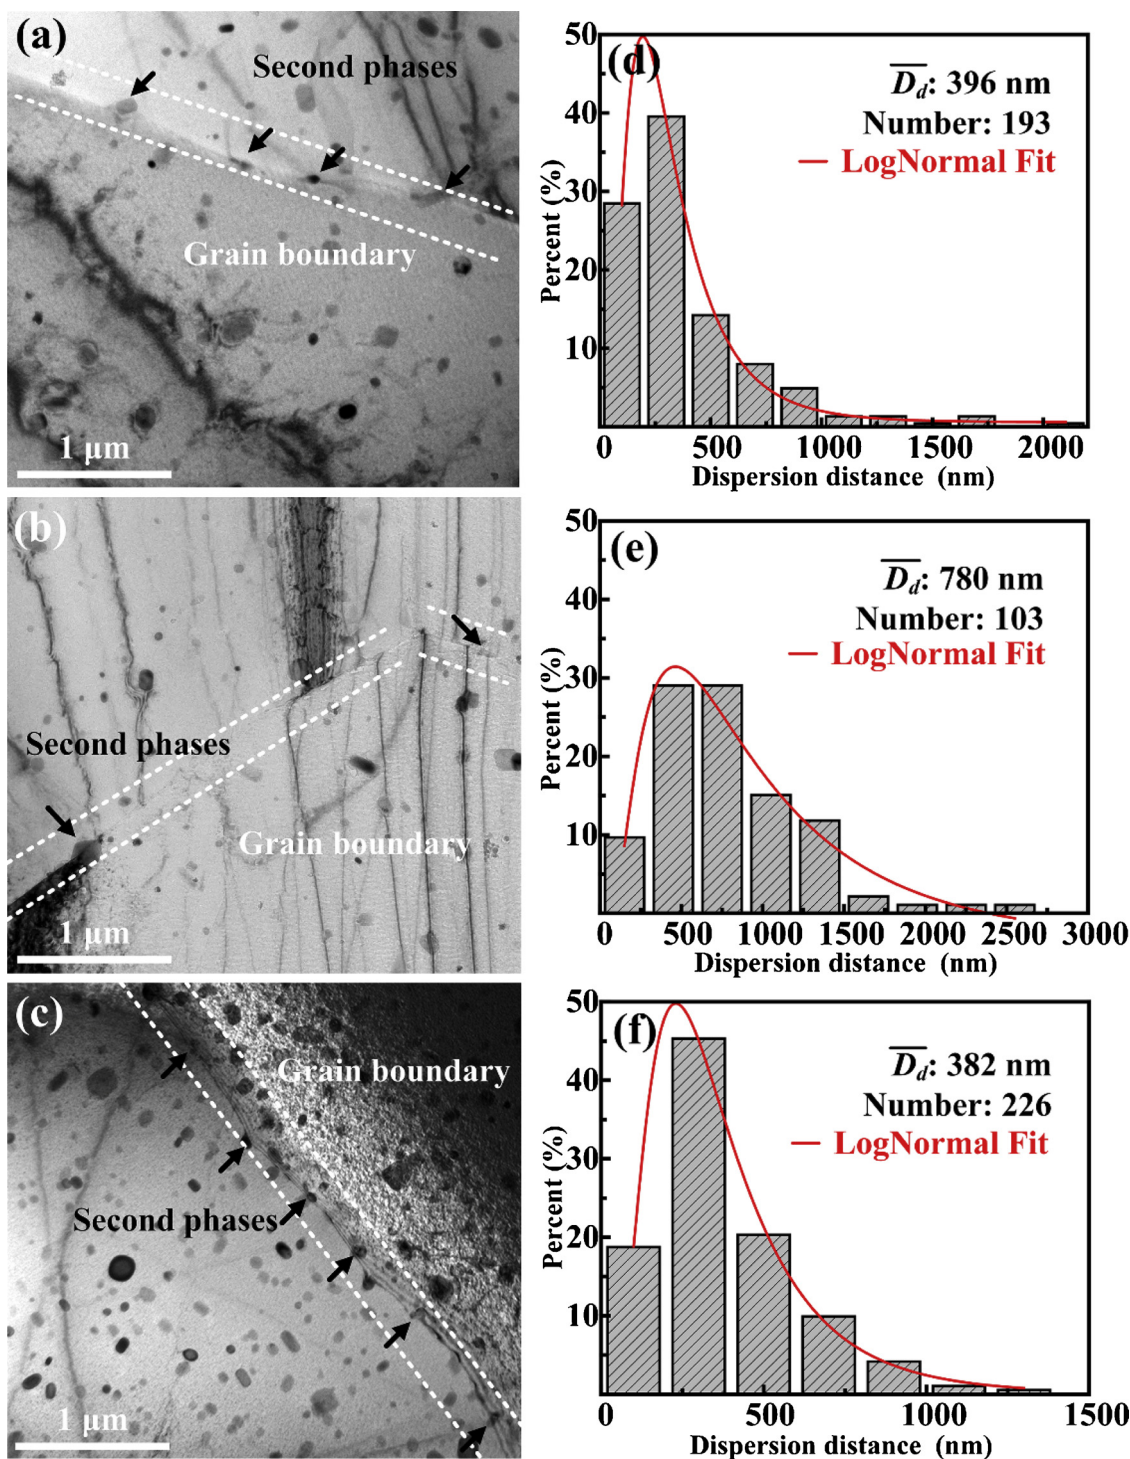 (a)
Second phases
Grain boundary
1 μm
(d)
D_d: 396 nm
Number: 193
LogNormal Fit
Percent (%)
50
40
30
20
10
0 500 1000 1500 2000
Dispersion distance (nm)
(b)
Second phases
Grain boundary
1 μm
(e)
D_d: 780 nm
Number: 103
LogNormal Fit
Percent (%)
50
40
30
20
10
0 500 1000 1500 2000 2500 3000
Dispersion distance (nm)
(c)
Grain boundary
Second phases
1 μm
(f)
D_d: 382 nm
Number: 226
LogNormal Fit
Percent (%)
50
40
30
20
10
0 500 1000 1500
Dispersion distance (nm)